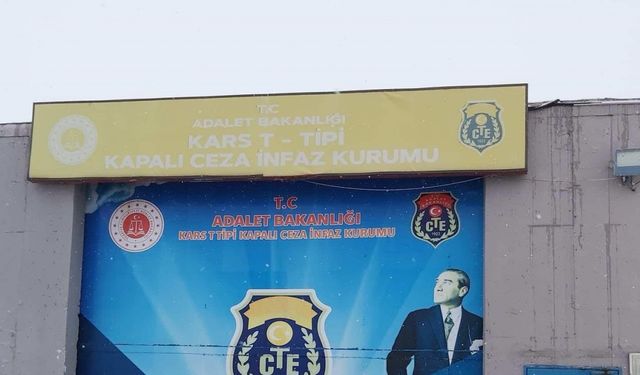 T.C
ADALET BAKANLIĞI
KARS T - TİPİ
KAPALI CEZA İNFAZ KURUMU
CTE
T.C
ADALET BAKANLIĞI
KARS T TİPİ KAPALI CEZA İNFAZ KURUMU
CTE
CTE